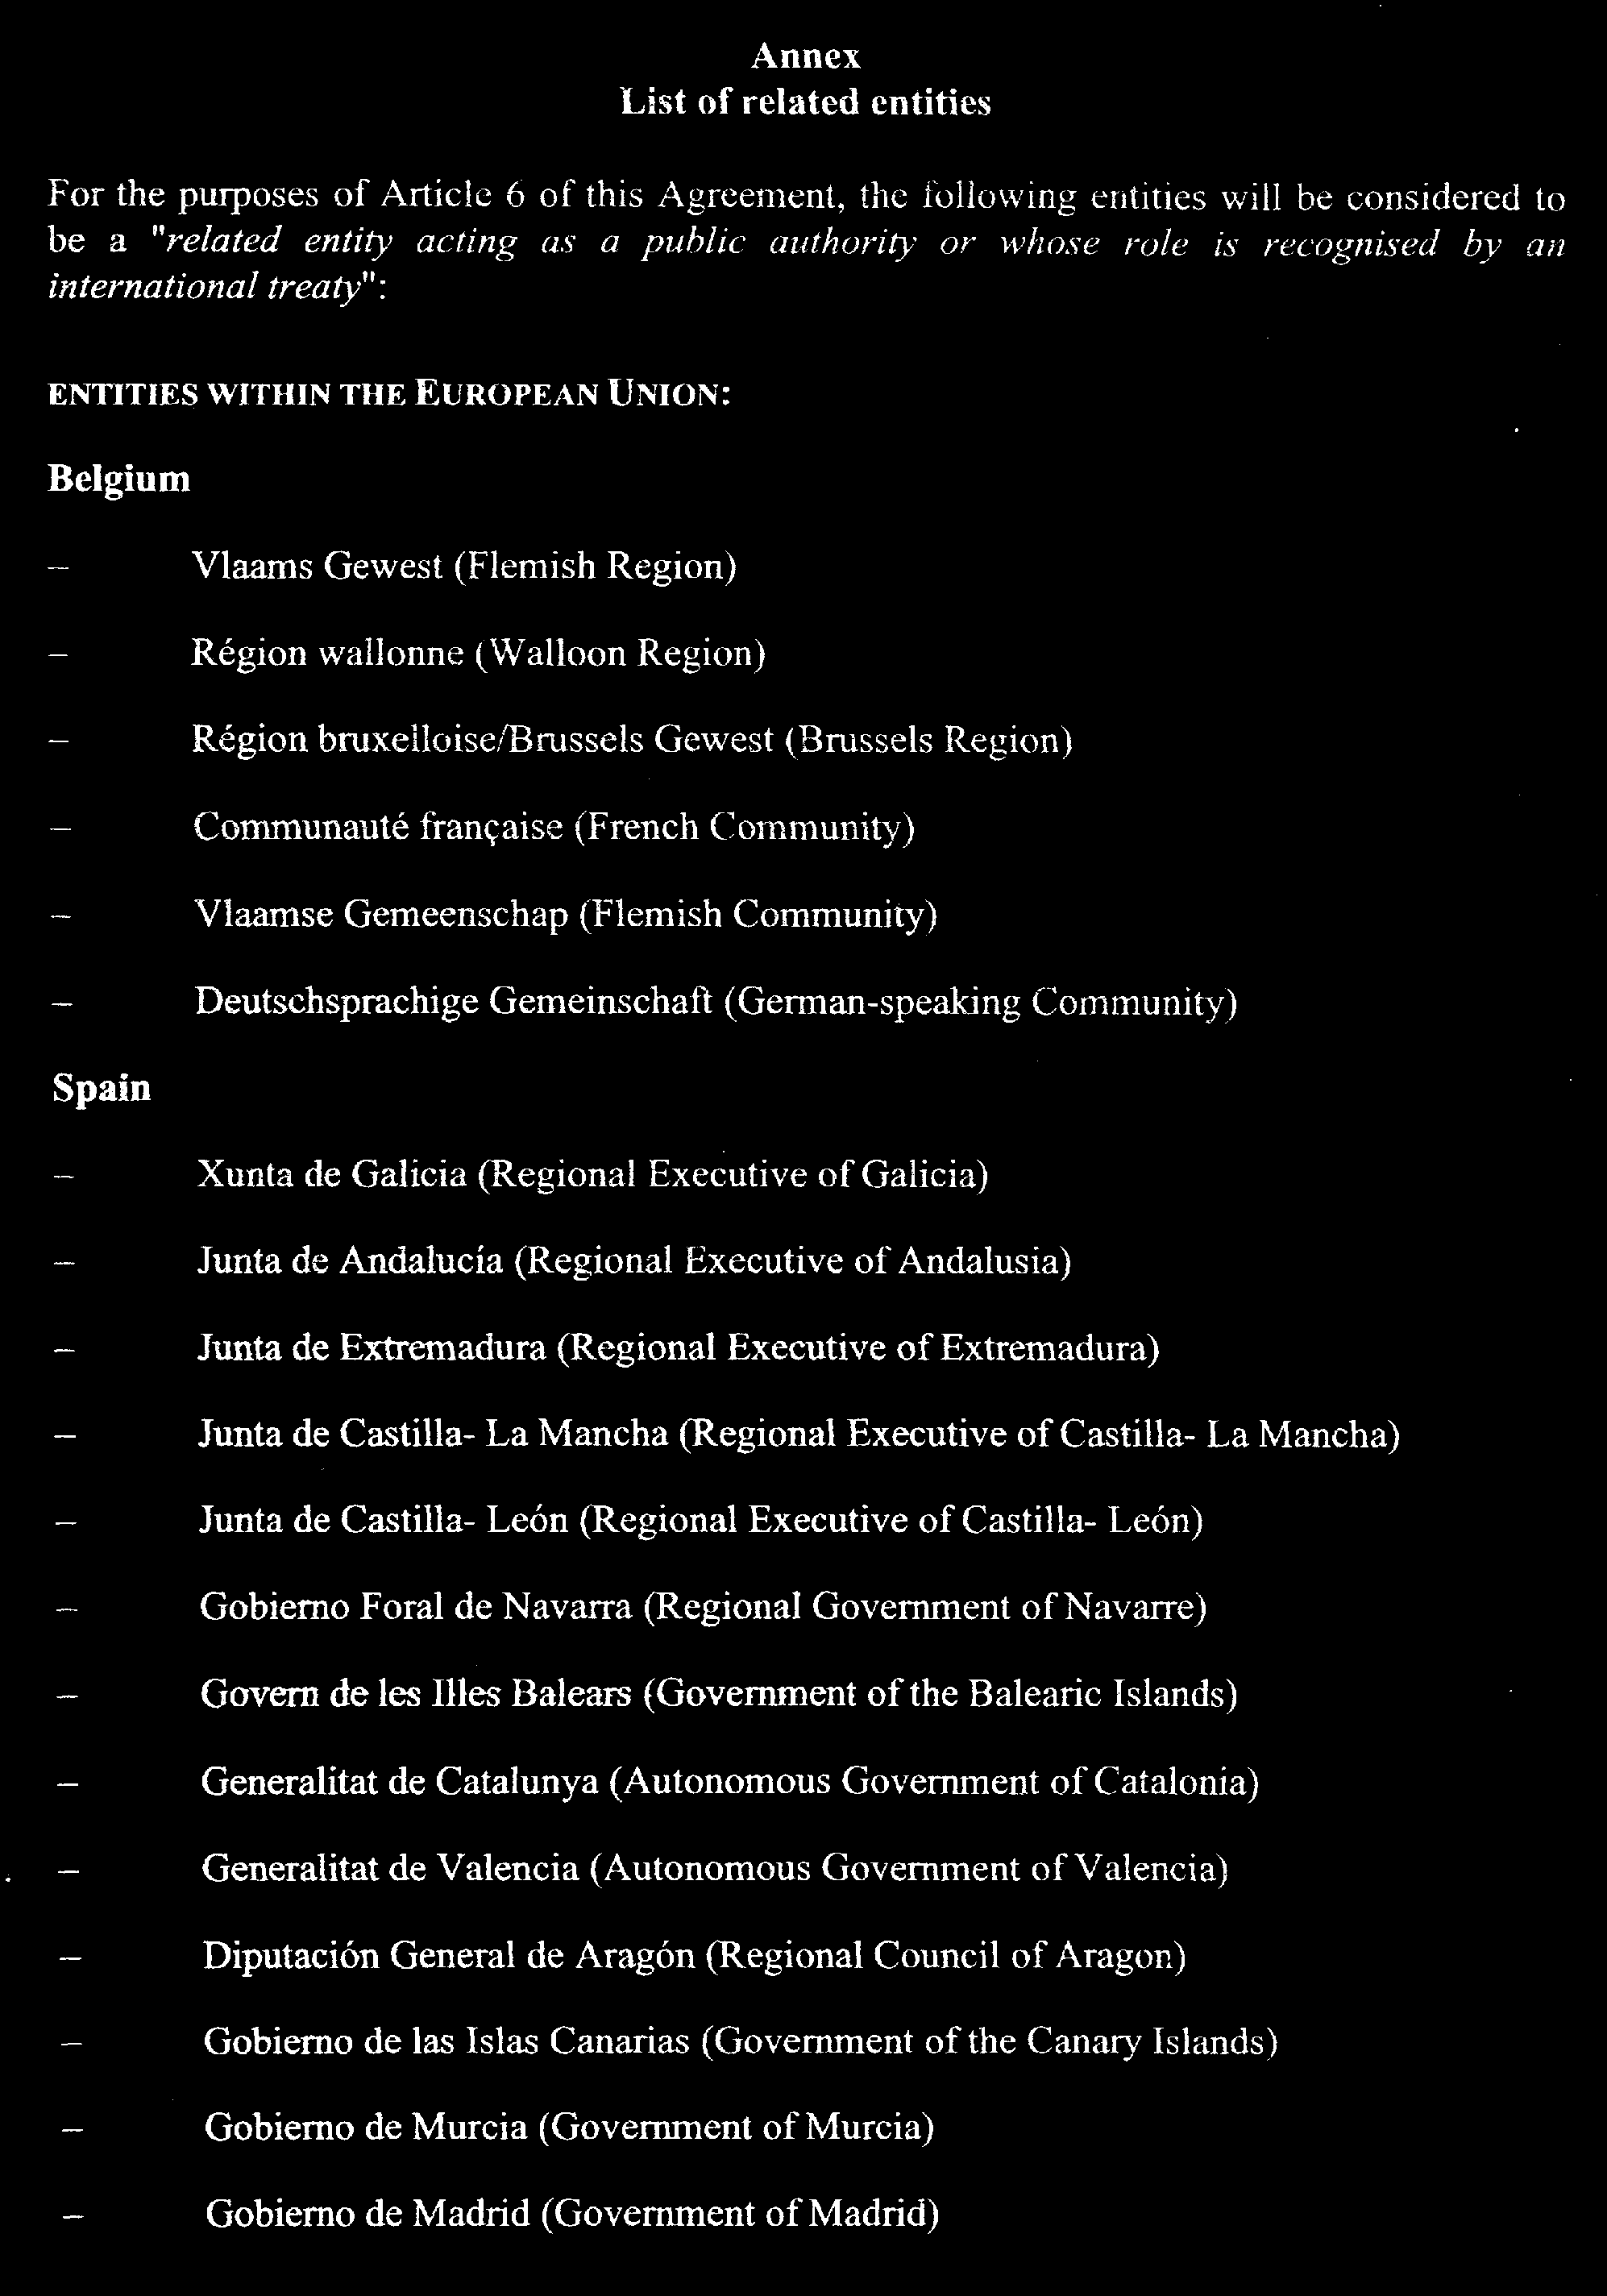 Annex
List of related entities
For the purposes of Article 6 of this Agreement, the following entities will be considered to
be a "related entity acting as a public authority or whose role is recognised by an
international treaty":
ENTITIES WITHIN THE EUROPEAN UNION:
Belgium
– Vlaams Gewest (Flemish Region)
– Région wallonne (Walloon Region)
– Région bruxelloise/Brussels Gewest (Brussels Region)
– Communauté française (French Community)
– Vlaamse Gemeenschap (Flemish Community)
– Deutschsprachige Gemeinschaft (German-speaking Community)
Spain
– Xunta de Galicia (Regional Executive of Galicia)
– Junta de Andalucía (Regional Executive of Andalusia)
– Junta de Extremadura (Regional Executive of Extremadura)
– Junta de Castilla- La Mancha (Regional Executive of Castilla- La Mancha)
– Junta de Castilla- León (Regional Executive of Castilla- León)
– Gobierno Foral de Navarra (Regional Government of Navarre)
– Govern de les Illes Balears (Government of the Balearic Islands)
– Generalitat de Catalunya (Autonomous Government of Catalonia)
– Generalitat de Valencia (Autonomous Government of Valencia)
– Diputación General de Aragón (Regional Council of Aragon)
– Gobierno de las Islas Canarias (Government of the Canary Islands)
– Gobierno de Murcia (Government of Murcia)
– Gobierno de Madrid (Government of Madrid)